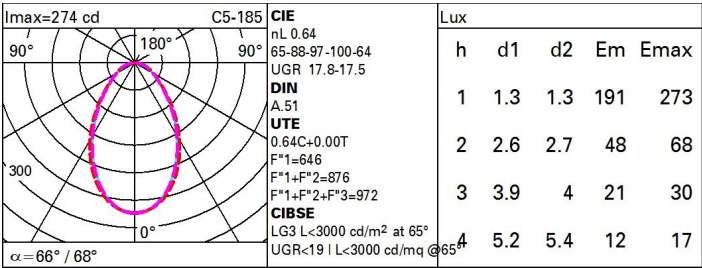 Imax=274 cd C5-185
90° 180° 90°
300
0°
α=66° / 68°
CIE
nL 0.64
65-88-97-100-64
UGR 17.8-17.5
DIN
A.51
UTE
0.64C+0.00T
F"1=646
F"1+F"2=876
F"1+F"2+F"3=972
CIBSE
LG3 L<3000 cd/m² at 65°
UGR<19 | L<3000 cd/mq @65°
Lux
h d1 d2 Em Emax
1 1.3 1.3 191 273
2 2.6 2.7 48 68
3 3.9 4 21 30
4 5.2 5.4 12 17